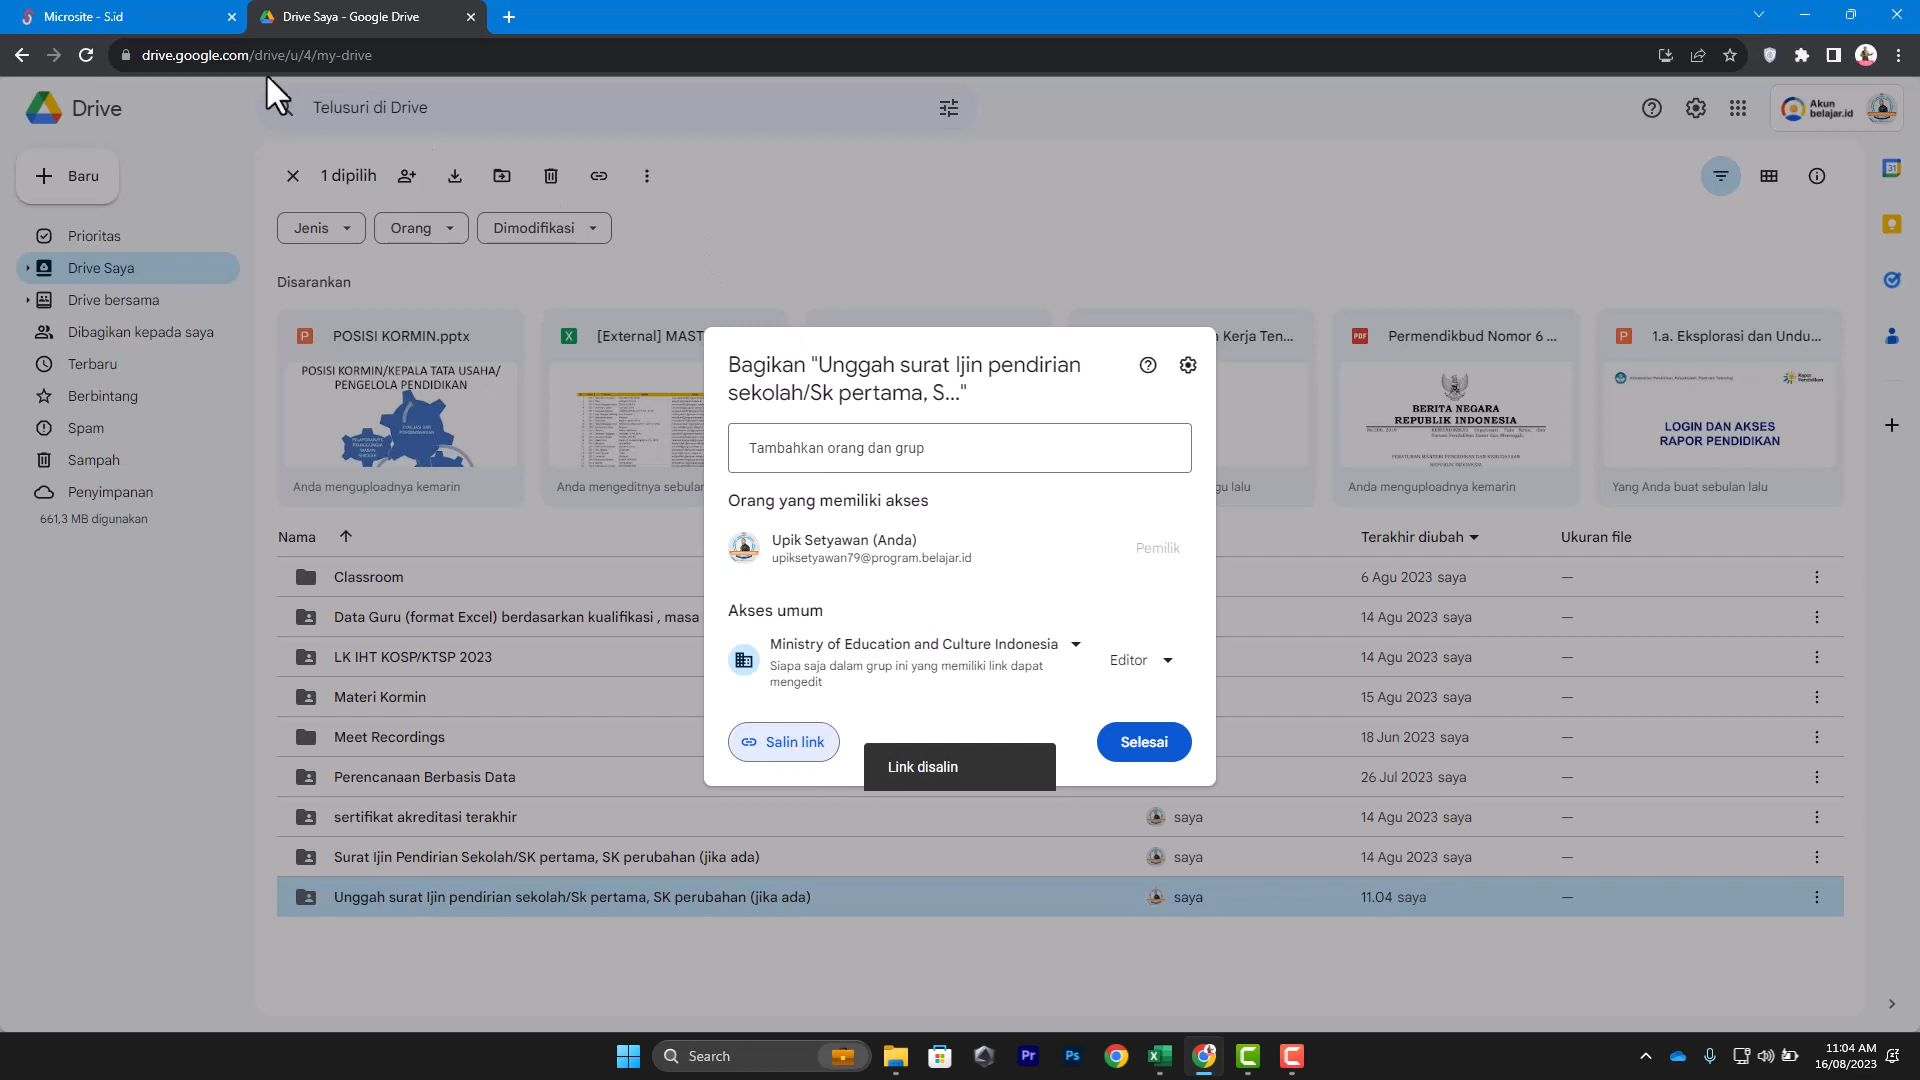 Microsite - S.id
Drive Saya - Google Drive
drive.google.com/drive/u/4/my-drive
Drive
Telusuri di Drive
Akun
belajar.id
Baru
1 dipilih
Jenis
Orang
Dimodifikasi
Prioritas
Drive Saya
Drive bersama
Dibagikan kepada saya
Terbaru
Berbintang
Spam
Sampah
Penyimpanan
661,3 MB digunakan
Disarankan
POSISI KORMIN.pptx
POSISI KORMIN/KEPALA TATA USAHA/
PENGELOLA PENDIDIKAN
Anda menguploadnya kemarin
[External] MAST
Anda mengeditnya sebulan
n Kerja Ten...
gu lalu
Permendikbud Nomor 6 ...
BERITA NEGARA
REPUBLIK INDONESIA
Anda menguploadnya kemarin
1.a. Eksplorasi dan Undu...
LOGIN DAN AKSES
RAPOR PENDIDIKAN
Yang Anda buat sebulan lalu
Bagikan "Unggah surat Ijin pendirian
sekolah/Sk pertama, S..."
Tambahkan orang dan grup
Orang yang memiliki akses
Upik Setyawan (Anda)
upiksetyawan79@program.belajar.id
Pemilik
Akses umum
Ministry of Education and Culture Indonesia
Siapa saja dalam grup ini yang memiliki link dapat
mengedit
Editor
Salin link
Selesai
Link disalin
Nama
Terakhir diubah
Ukuran file
Classroom
6 Agu 2023 saya
—
Data Guru (format Excel) berdasarkan kualifikasi , masa
14 Agu 2023 saya
—
LK IHT KOSP/KTSP 2023
14 Agu 2023 saya
—
Materi Kormin
15 Agu 2023 saya
—
Meet Recordings
18 Jun 2023 saya
—
Perencanaan Berbasis Data
26 Jul 2023 saya
—
sertifikat akreditasi terakhir
saya
14 Agu 2023 saya
—
Surat Ijin Pendirian Sekolah/SK pertama, SK perubahan (jika ada)
saya
14 Agu 2023 saya
—
Unggah surat Ijin pendirian sekolah/Sk pertama, SK perubahan (jika ada)
saya
11.04 saya
—
Search
11:04 AM
16/08/2023